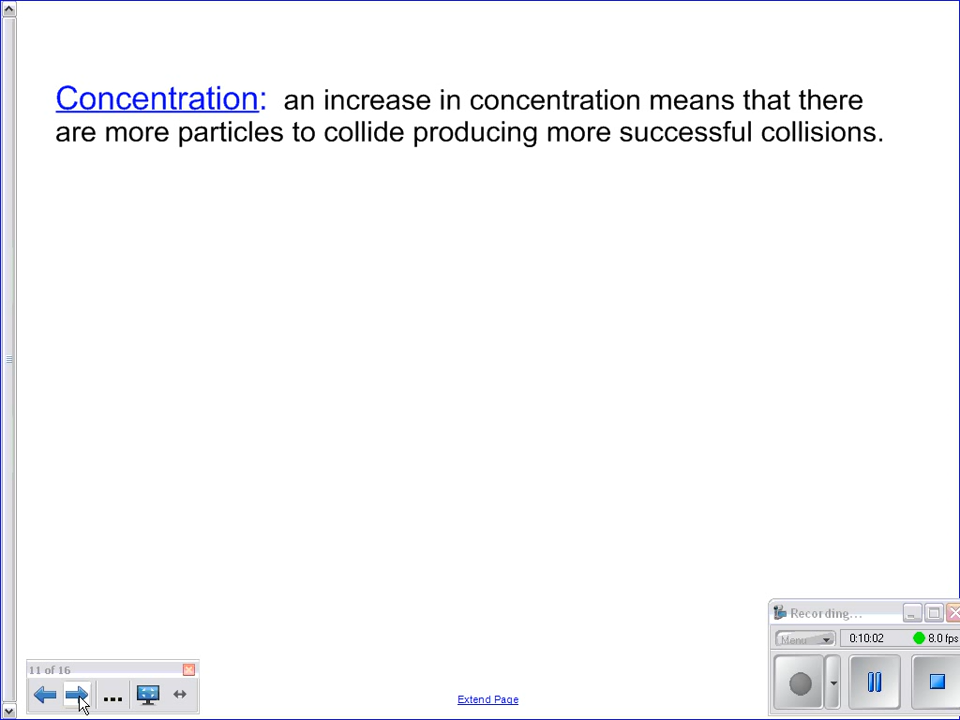 Concentration: an increase in concentration means that there
are more particles to collide producing more successful collisions.
Recording...
Menu
0:10:02
8.0 fps
11 of 16
...
Extend Page